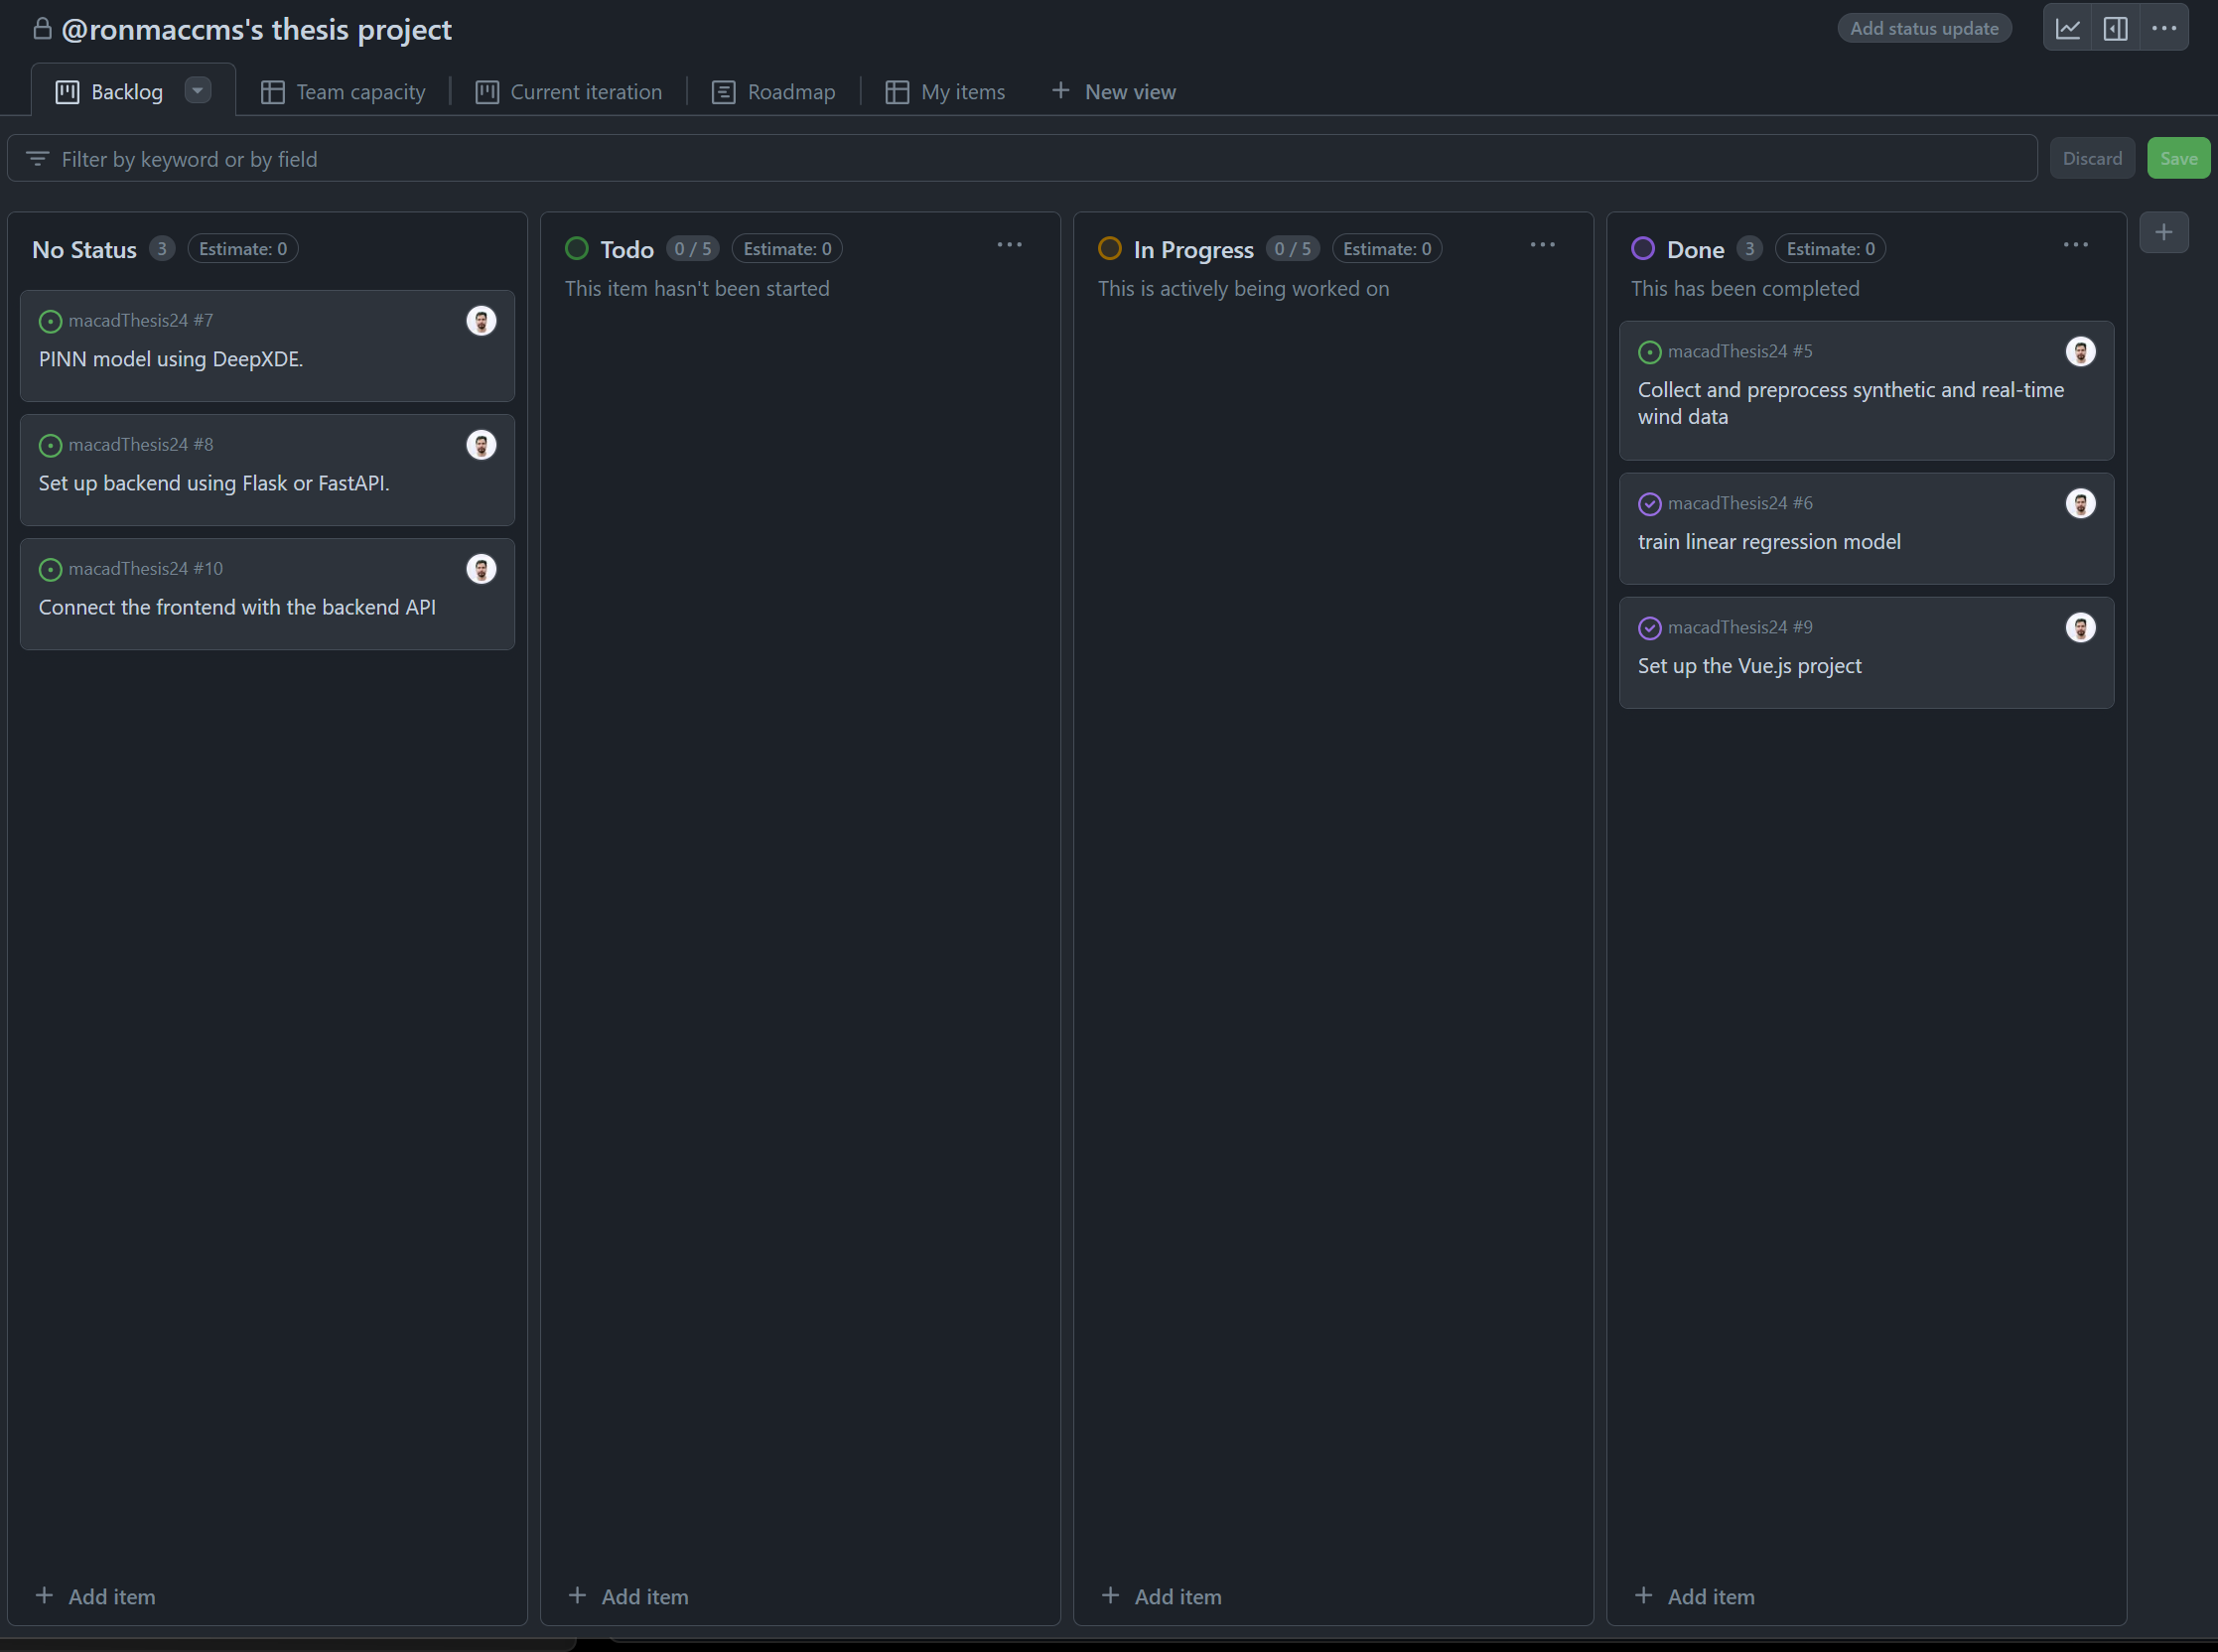 @ronmaccms's thesis project
Add status update
Backlog
Team capacity
Current iteration
Roadmap
My items
New view
Filter by keyword or by field
Discard
Save
No Status 3 Estimate: 0
macadThesis24 #7
PINN model using DeepXDE.
macadThesis24 #8
Set up backend using Flask or FastAPI.
macadThesis24 #10
Connect the frontend with the backend API
Add item
Todo 0 / 5 Estimate: 0
This item hasn't been started
Add item
In Progress 0 / 5 Estimate: 0
This is actively being worked on
Add item
Done 3 Estimate: 0
This has been completed
macadThesis24 #5
Collect and preprocess synthetic and real-time
wind data
macadThesis24 #6
train linear regression model
macadThesis24 #9
Set up the Vue.js project
Add item